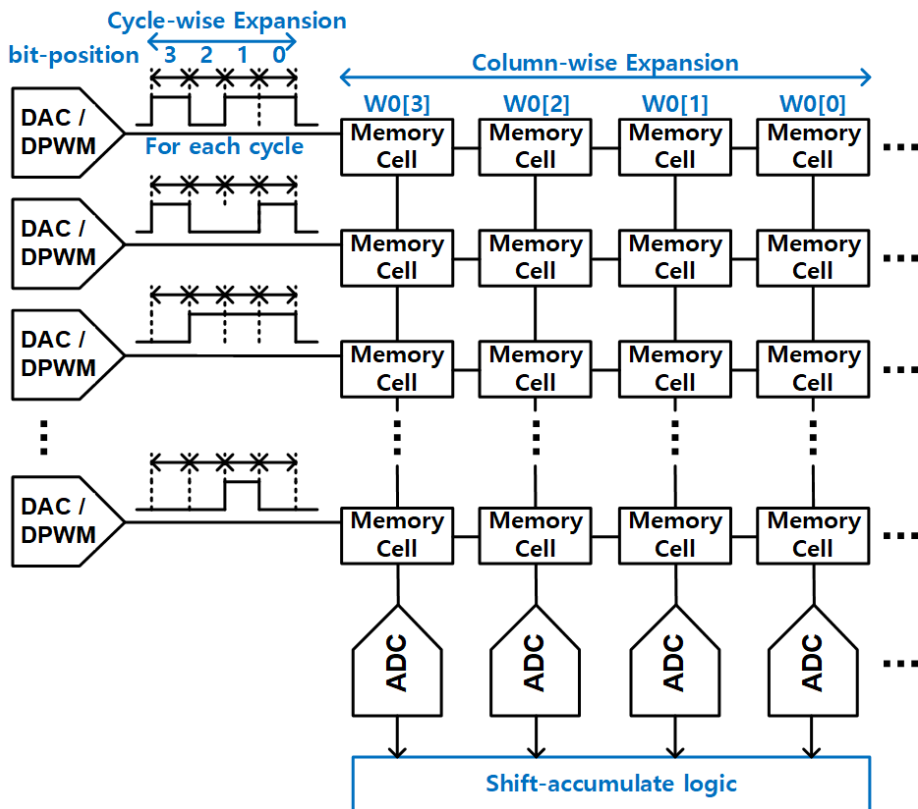 Cycle-wise Expansion
bit-position 3 2 1 0
Column-wise Expansion
W0[3] W0[2] W0[1] W0[0]
DAC /
DPWM
For each cycle
Memory
Cell
Memory
Cell
Memory
Cell
Memory
Cell
DAC /
DPWM
Memory
Cell
Memory
Cell
Memory
Cell
Memory
Cell
DAC /
DPWM
Memory
Cell
Memory
Cell
Memory
Cell
Memory
Cell
DAC /
DPWM
Memory
Cell
Memory
Cell
Memory
Cell
Memory
Cell
ADC
ADC
ADC
ADC
Shift-accumulate logic